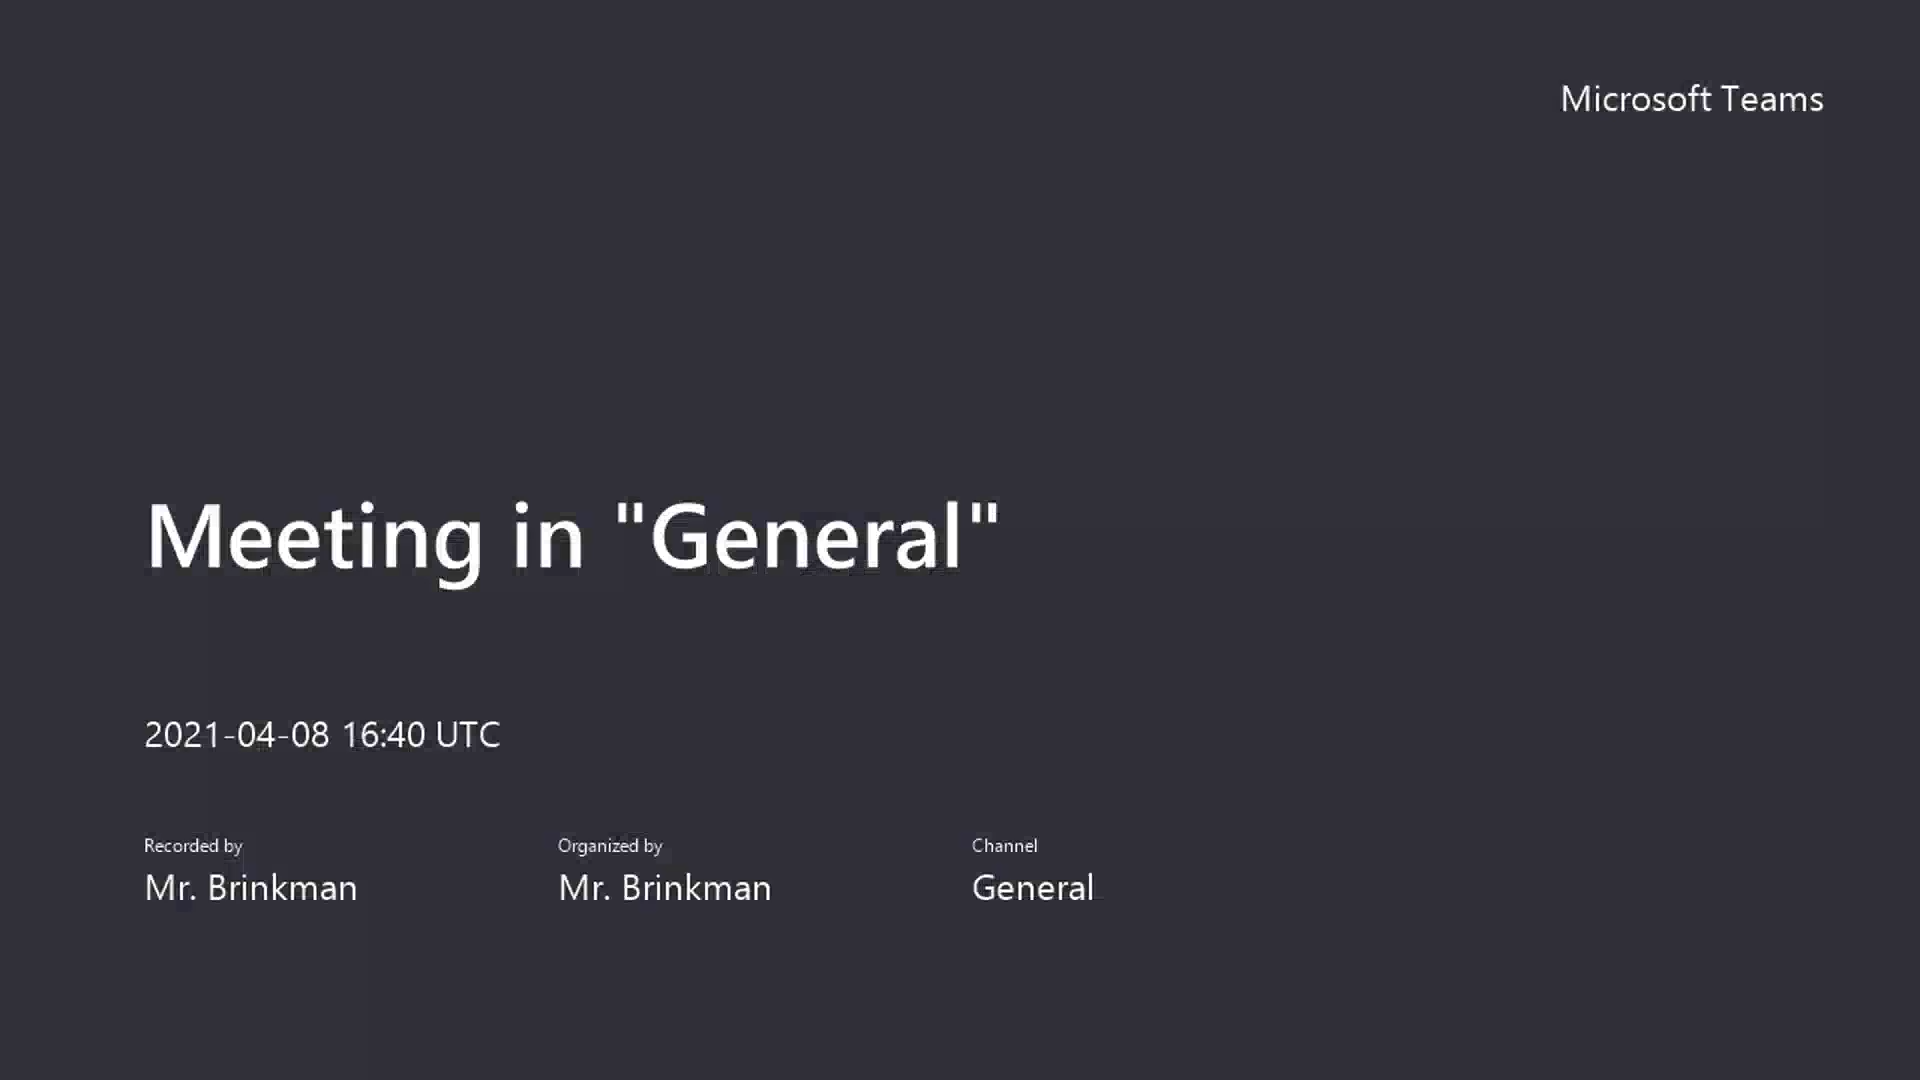 Microsoft Teams
Meeting in "General"
2021-04-08 16:40 UTC
Recorded by
Mr. Brinkman
Organized by
Mr. Brinkman
Channel
General